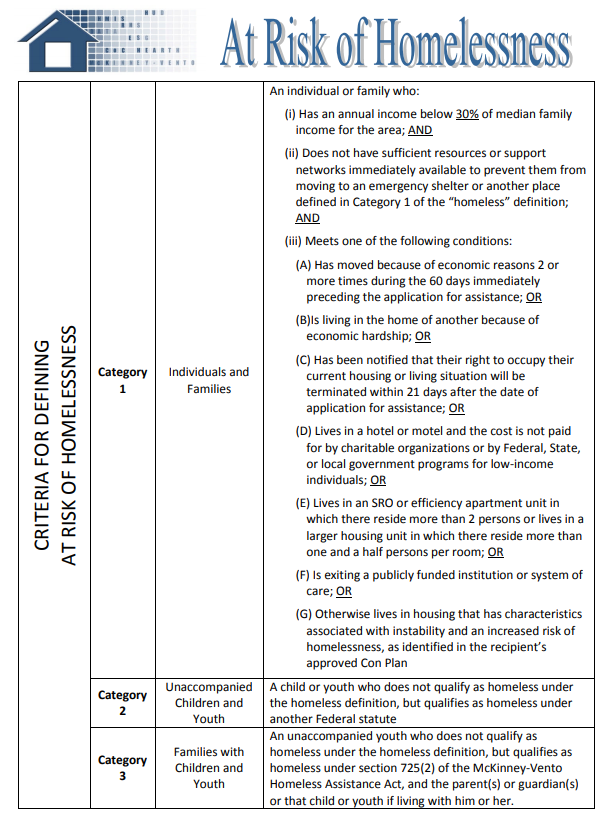 HUD
HMIS
HHS
ESG
COC HEARTH
KINNEY-VENTO
At Risk of Homelessness
CRITERIA FOR DEFINING
AT RISK OF HOMELESSNESS
Category
1
Individuals and
Families
An individual or family who:
(i) Has an annual income below 30% of median family
income for the area; AND
(ii) Does not have sufficient resources or support
networks immediately available to prevent them from
moving to an emergency shelter or another place
defined in Category 1 of the “homeless” definition;
AND
(iii) Meets one of the following conditions:
(A) Has moved because of economic reasons 2 or
more times during the 60 days immediately
preceding the application for assistance; OR
(B)Is living in the home of another because of
economic hardship; OR
(C) Has been notified that their right to occupy their
current housing or living situation will be
terminated within 21 days after the date of
application for assistance; OR
(D) Lives in a hotel or motel and the cost is not paid
for by charitable organizations or by Federal, State,
or local government programs for low-income
individuals; OR
(E) Lives in an SRO or efficiency apartment unit in
which there reside more than 2 persons or lives in a
larger housing unit in which there reside more than
one and a half persons per room; OR
(F) Is exiting a publicly funded institution or system of
care; OR
(G) Otherwise lives in housing that has characteristics
associated with instability and an increased risk of
homelessness, as identified in the recipient’s
approved Con Plan
Category
2
Unaccompanied
Children and
Youth
A child or youth who does not qualify as homeless under
the homeless definition, but qualifies as homeless under
another Federal statute
Category
3
Families with
Children and
Youth
An unaccompanied youth who does not qualify as
homeless under the homeless definition, but qualifies as
homeless under section 725(2) of the McKinney-Vento
Homeless Assistance Act, and the parent(s) or guardian(s)
or that child or youth if living with him or her.